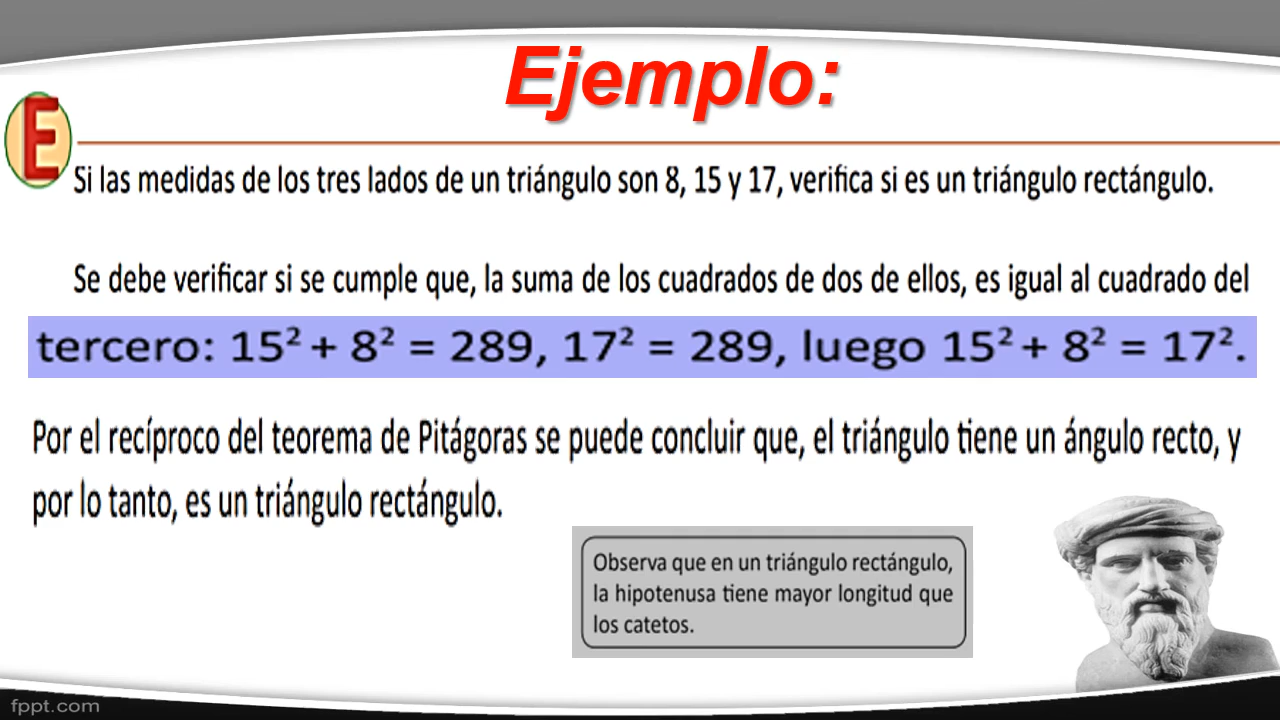 Ejemplo:
E
Si las medidas de los tres lados de un triángulo son 8, 15 y 17, verifica si es un triángulo rectángulo.
Se debe verificar si se cumple que, la suma de los cuadrados de dos de ellos, es igual al cuadrado del
tercero: 15² + 8² = 289, 17² = 289, luego 15² + 8² = 17².
Por el recíproco del teorema de Pitágoras se puede concluir que, el triángulo tiene un ángulo recto, y
por lo tanto, es un triángulo rectángulo.
Observa que en un triángulo rectángulo,
la hipotenusa tiene mayor longitud que
los catetos.
fppt.com